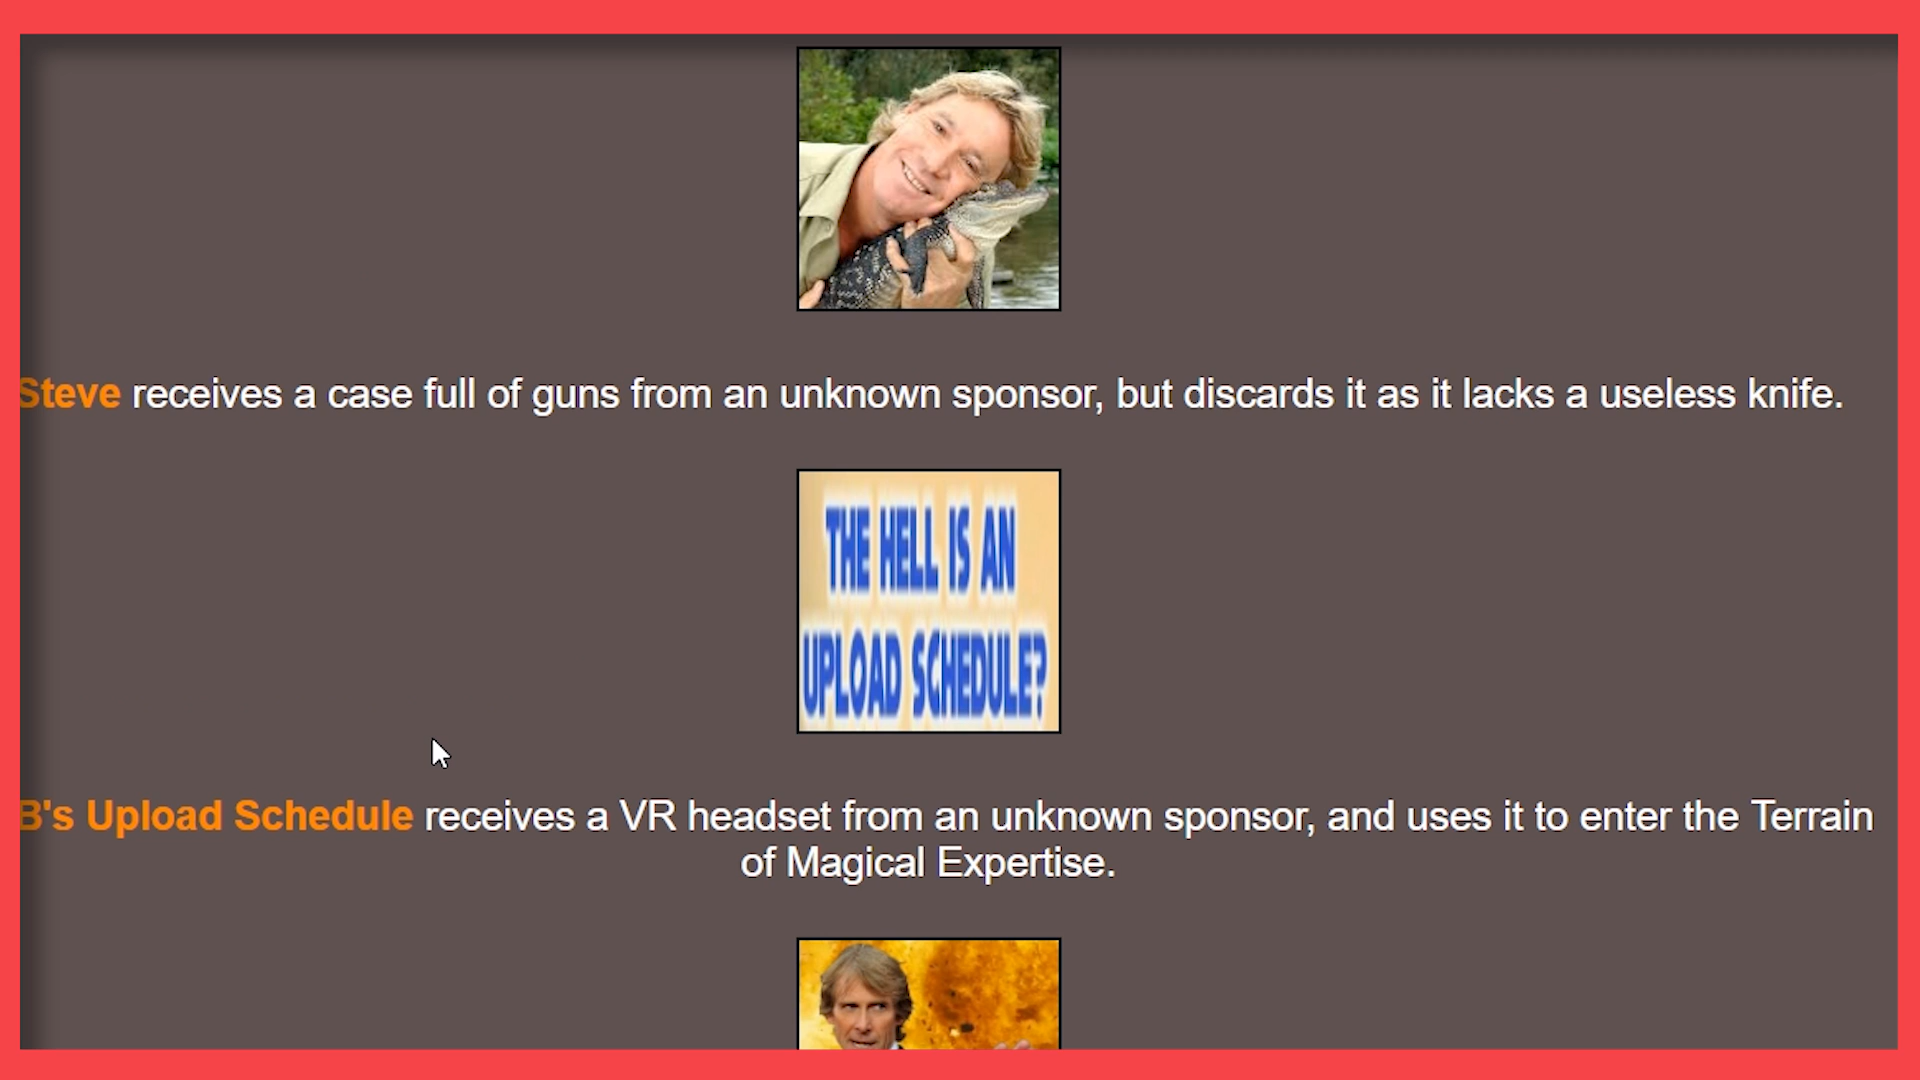 Steve receives a case full of guns from an unknown sponsor, but discards it as it lacks a useless knife.
THE HELL IS AN
UPLOAD SCHEDULE?
B's Upload Schedule receives a VR headset from an unknown sponsor, and uses it to enter the Terrain
of Magical Expertise.